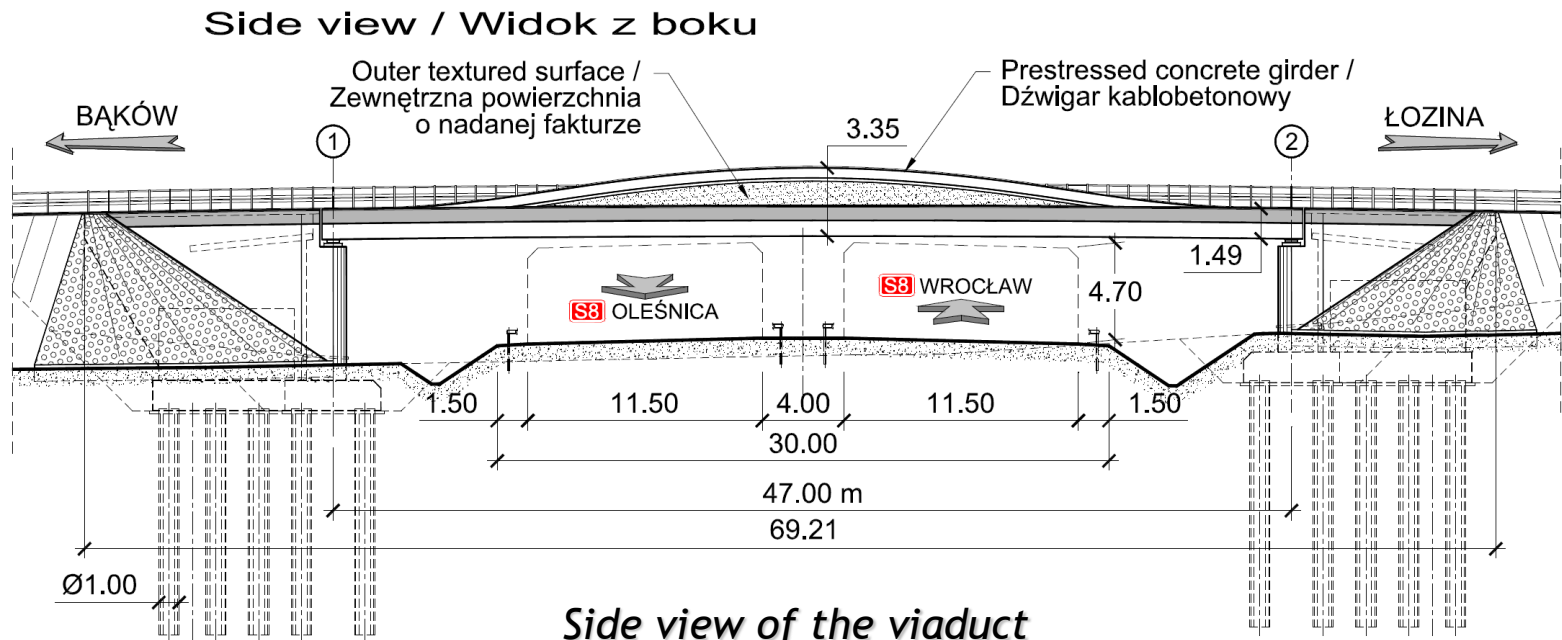 Side view / Widok z boku
Outer textured surface /
Zewnętrzna powierzchnia
o nadanej fakturze
Prestressed concrete girder /
Dźwigar kablobetonowy
BĄKÓW
ŁOZINA
1
3.35
2
1.49
4.70
S8 OLEŚNICA
S8 WROCŁAW
1.50
11.50
4.00
11.50
1.50
30.00
47.00 m
69.21
Ø1.00
Side view of the viaduct